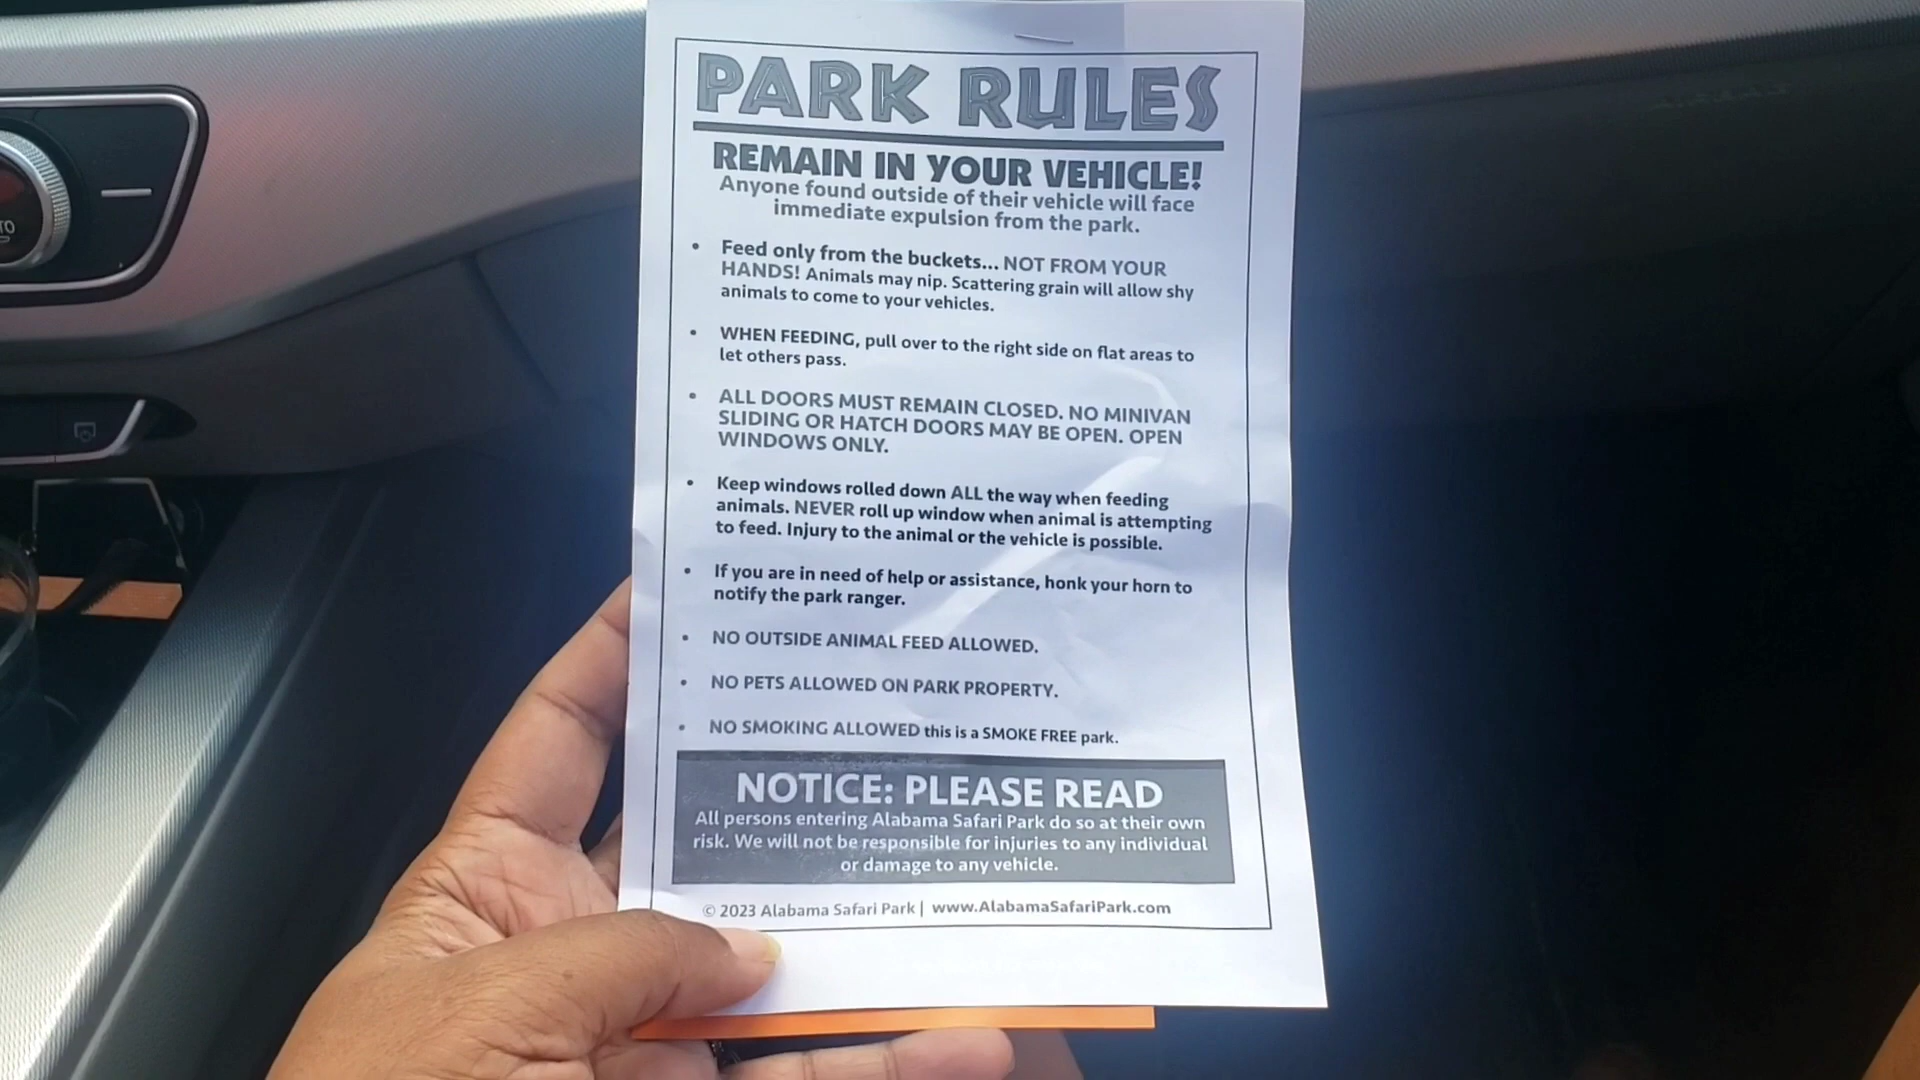 PARK RULES
REMAIN IN YOUR VEHICLE!
Anyone found outside of their vehicle will face
immediate expulsion from the park.
• Feed only from the buckets... NOT FROM YOUR
HANDS! Animals may nip. Scattering grain will allow shy
animals to come to your vehicles.
• WHEN FEEDING, pull over to the right side on flat areas to
let others pass.
• ALL DOORS MUST REMAIN CLOSED. NO MINIVAN
SLIDING OR HATCH DOORS MAY BE OPEN. OPEN
WINDOWS ONLY.
• Keep windows rolled down ALL the way when feeding
animals. NEVER roll up window when animal is attempting
to feed. Injury to the animal or the vehicle is possible.
• If you are in need of help or assistance, honk your horn to
notify the park ranger.
• NO OUTSIDE ANIMAL FEED ALLOWED.
• NO PETS ALLOWED ON PARK PROPERTY.
• NO SMOKING ALLOWED this is a SMOKE FREE park.
NOTICE: PLEASE READ
All persons entering Alabama Safari Park do so at their own
risk. We will not be responsible for injuries to any individual
or damage to any vehicle.
© 2023 Alabama Safari Park | www.AlabamaSafariPark.com